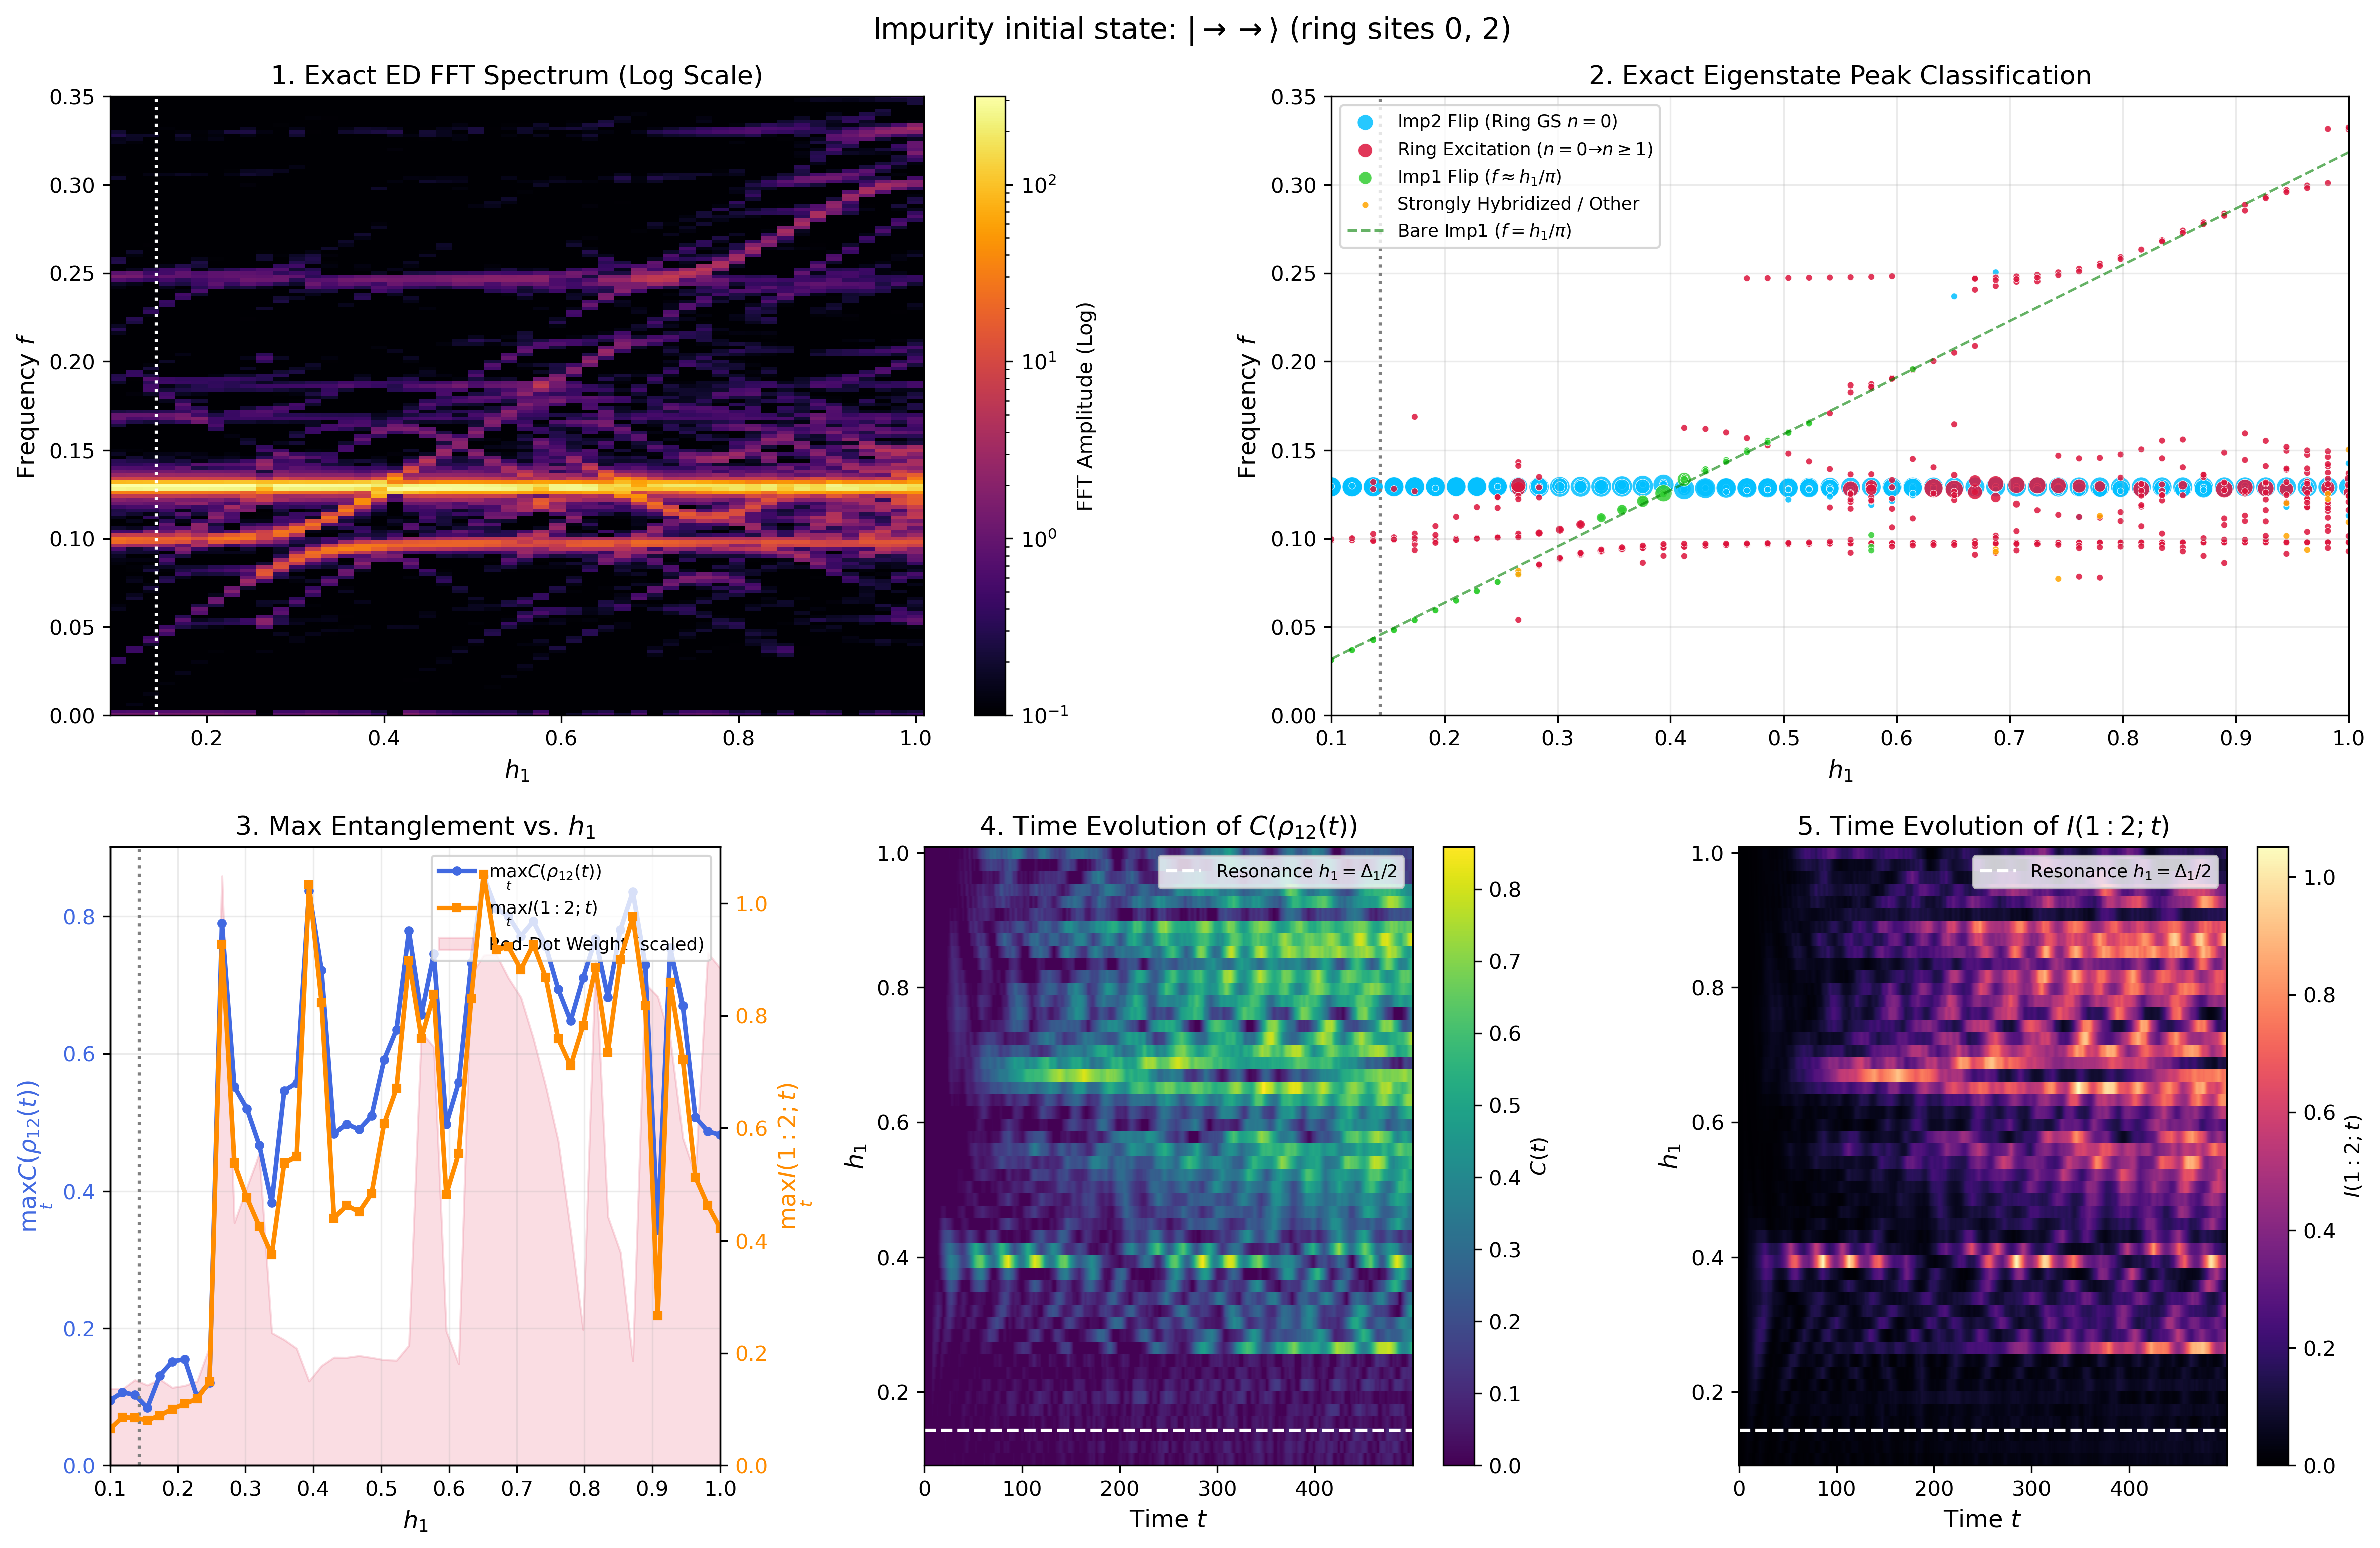 Impurity initial state: |→→⟩ (ring sites 0, 2)
1. Exact ED FFT Spectrum (Log Scale)
Frequency f
0.35
0.30
0.25
0.20
0.15
0.10
0.05
0.00
0.2 0.4 0.6 0.8 1.0
h₁
10²
10¹
10⁰
10⁻¹
FFT Amplitude (Log)
2. Exact Eigenstate Peak Classification
Imp2 Flip (Ring GS n = 0)
Ring Excitation (n = 0→n ≥ 1)
Imp1 Flip (f ≈ h₁/π)
Strongly Hybridized / Other
Bare Imp1 (f = h₁/π)
Frequency f
0.35
0.30
0.25
0.20
0.15
0.10
0.05
0.00
0.1 0.2 0.3 0.4 0.5 0.6 0.7 0.8 0.9 1.0
h₁
3. Max Entanglement vs. h₁
max C(ρ₁₂(t))
t
max I(1 : 2; t)
t
Red-Dot Weight (scaled)
max C(ρ₁₂(t))
t
0.8
0.6
0.4
0.2
0.0
1.0
0.8
0.6
0.4
0.2
0.0
max I(1 : 2; t)
t
0.1 0.2 0.3 0.4 0.5 0.6 0.7 0.8 0.9 1.0
h₁
4. Time Evolution of C(ρ₁₂(t))
Resonance h₁ = Δ₁/2
h₁
1.0
0.8
0.6
0.4
0.2
0 100 200 300 400
Time t
0.8
0.7
0.6
0.5
0.4
0.3
0.2
0.1
0.0
C(t)
5. Time Evolution of I(1 : 2; t)
Resonance h₁ = Δ₁/2
h₁
1.0
0.8
0.6
0.4
0.2
0 100 200 300 400
Time t
1.0
0.8
0.6
0.4
0.2
0.0
I(1 : 2; t)